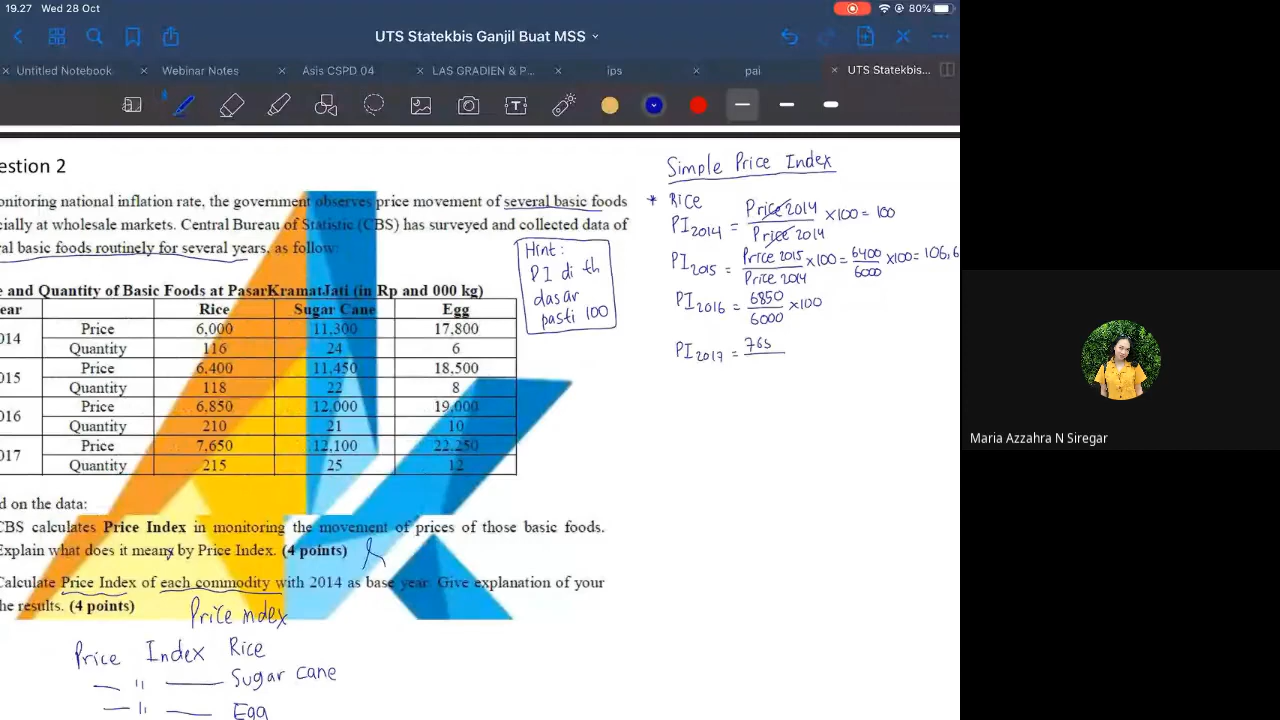 19.27 Wed 28 Oct
80%
UTS Statekbis Ganjil Buat MSS
Untitled Notebook
Webinar Notes
Asis CSPD 04
LAS GRADIEN & P...
ips
pai
UTS Statekbis...
estion 2
onitoring national inflation rate, the government observes price movement of several basic foods
cially at wholesale markets. Central Bureau of Statistic (CBS) has surveyed and collected data of
ral basic foods routinely for several years, as follow:
e and Quantity of Basic Foods at PasarKramatJati (in Rp and 000 kg)
ear Rice Sugar Cane Egg
014 Price 6,000 11,300 17,800
Quantity 116 24 6
015 Price 6,400 11,450 18,500
Quantity 118 22 8
016 Price 6,850 12,000 19,000
Quantity 210 21 10
017 Price 7,650 12,100 22,250
Quantity 215 25 12
d on the data:
CBS calculates Price Index in monitoring the movement of prices of those basic foods.
Explain what does it means by Price Index. (4 points)
Calculate Price Index of each commodity with 2014 as base year. Give explanation of your
he results. (4 points)
Price index
Price Index Rice
— " — Sugar cane
— " — Egg
Hint:
PI di th
dasar
pasti 100
Simple Price Index
* Rice
PI2014 = Price 2014 / Price 2014 x100 = 100
PI2015 = Price 2015 / Price 2014 x100 = 6400 / 6000 x100 = 106,6
PI2016 = 6850 / 6000 x100
PI2017 = 765
Maria Azzahra N Siregar